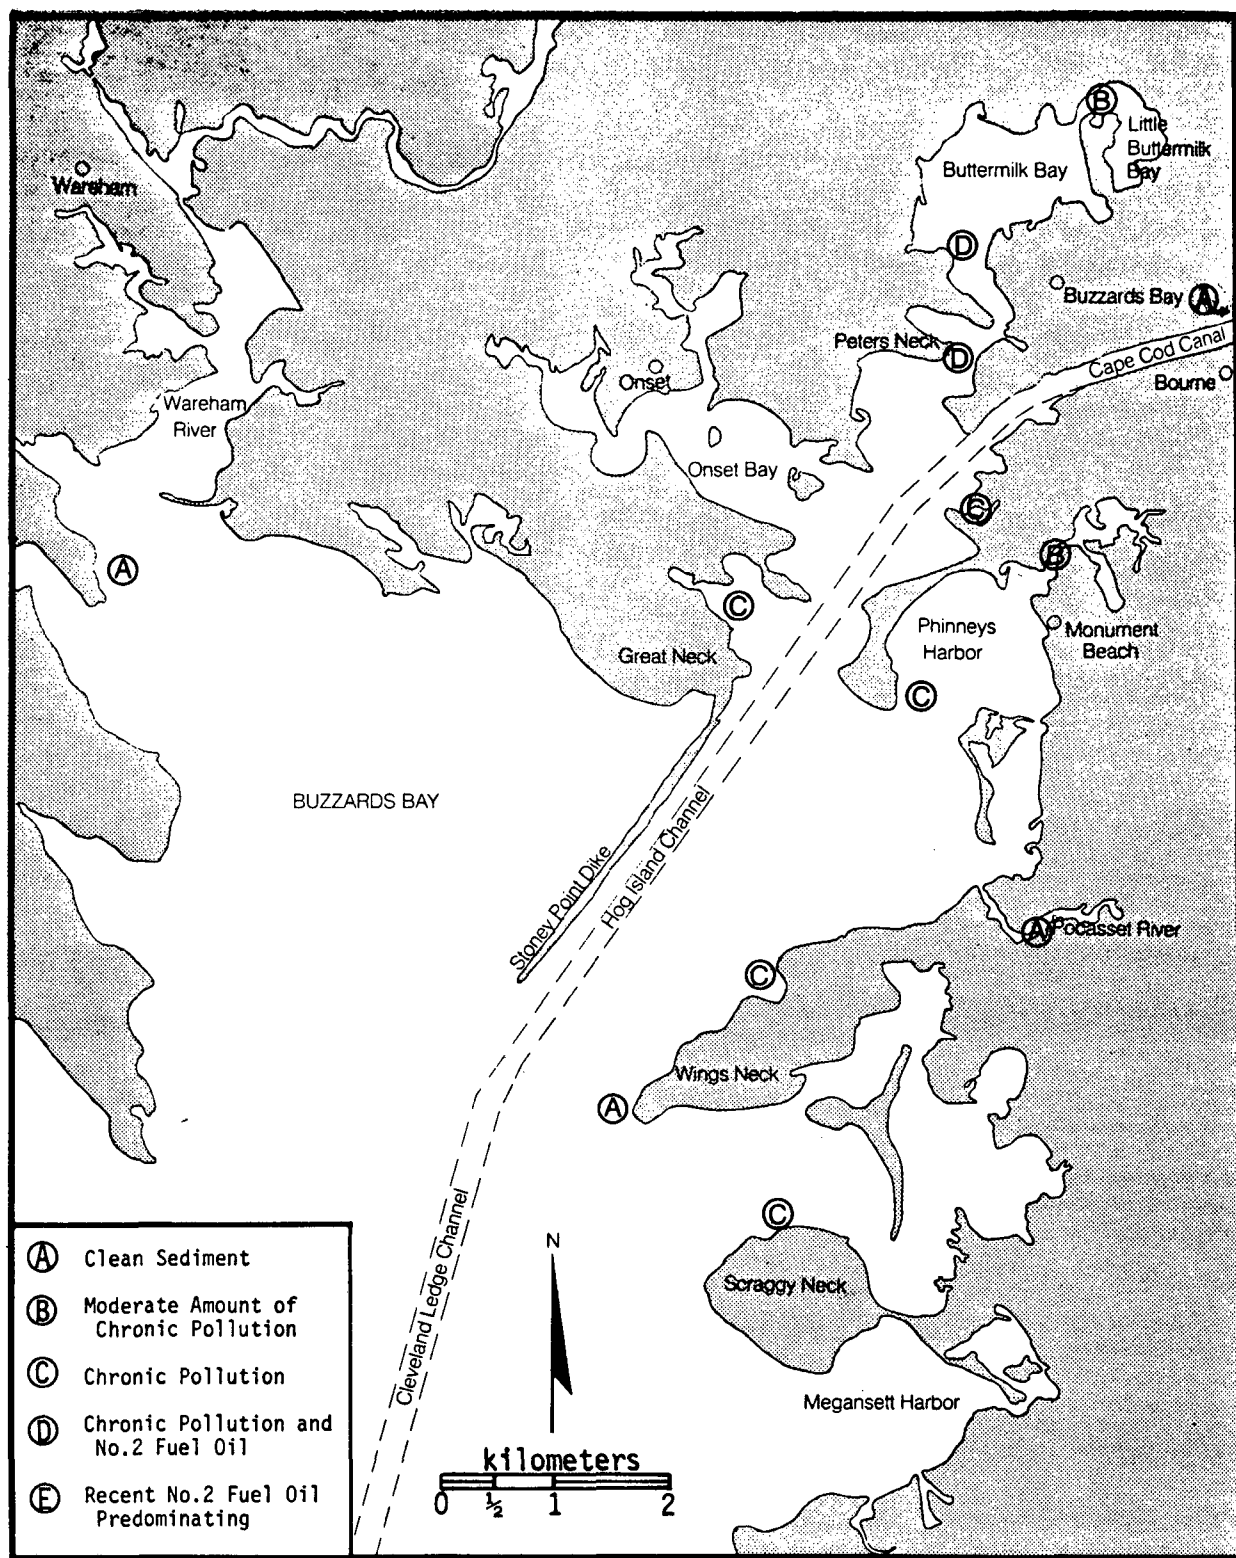 B
Little
Buttermilk
Bay
Buttermilk Bay
Wareham
D
Buzzards Bay
A
Peters Neck
D
Cape Cod Canal
Bourne
Onset
Wareham
River
Onset Bay
C
B
A
C
Phinneys
Harbor
Monument
Beach
Great Neck
C
BUZZARDS BAY
Stoney Point Dike
Hog Island Channel
A
Pocasset River
C
Wings Neck
A
C
Scraggy Neck
Cleveland Ledge Channel
Megansett Harbor
N
kilometers
0 ½ 1 2
A Clean Sediment
B Moderate Amount of
Chronic Pollution
C Chronic Pollution
D Chronic Pollution and
No.2 Fuel Oil
E Recent No.2 Fuel Oil
Predominating